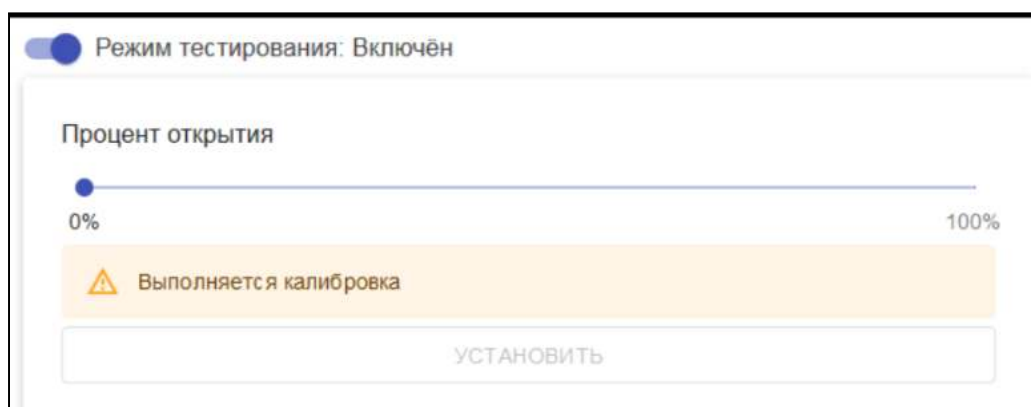 Режим тестирования: Включён
Процент открытия
0% 100%
Выполняется калибровка
УСТАНОВИТЬ